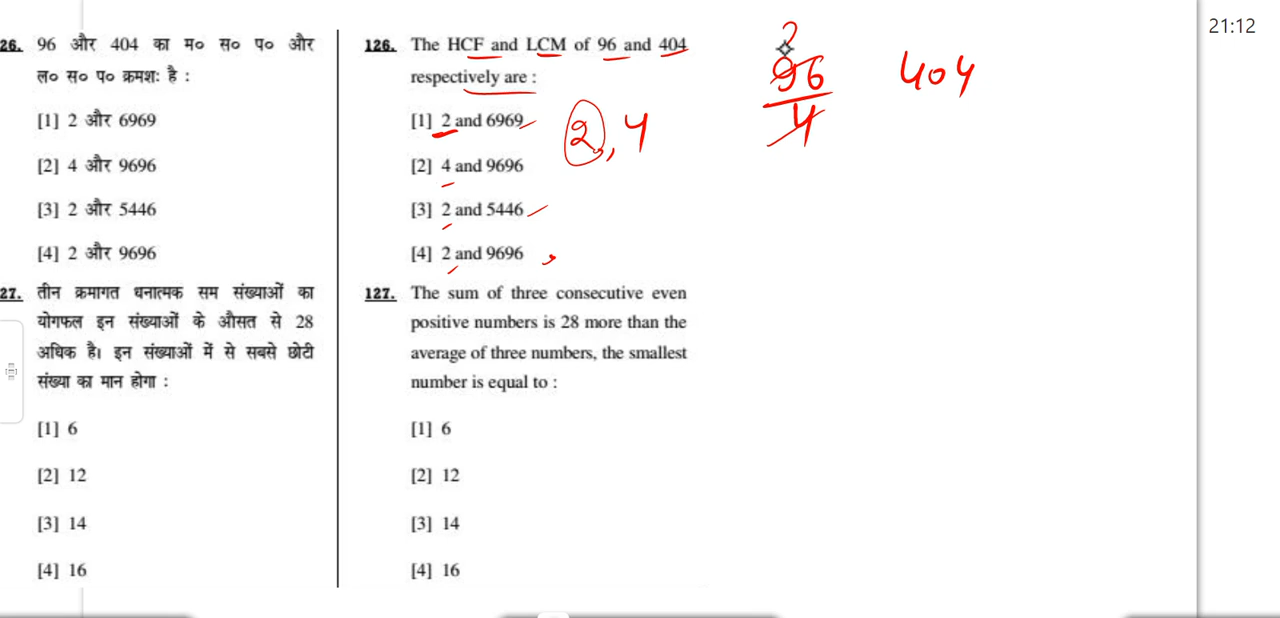 26. 96 और 404 का म० स० प० और
ल० स० प० क्रमशः है :
[1] 2 और 6969
[2] 4 और 9696
[3] 2 और 5446
[4] 2 और 9696
27. तीन क्रमागत धनात्मक सम संख्याओं का
योगफल इन संख्याओं के औसत से 28
अधिक है। इन संख्याओं में से सबसे छोटी
संख्या का मान होगा :
[1] 6
[2] 12
[3] 14
[4] 16
126. The HCF and LCM of 96 and 404
respectively are :
[1] 2 and 6969
[2] 4 and 9696
[3] 2 and 5446
[4] 2 and 9696
127. The sum of three consecutive even
positive numbers is 28 more than the
average of three numbers, the smallest
number is equal to :
[1] 6
[2] 12
[3] 14
[4] 16
2, 4
96
4
404
21:12